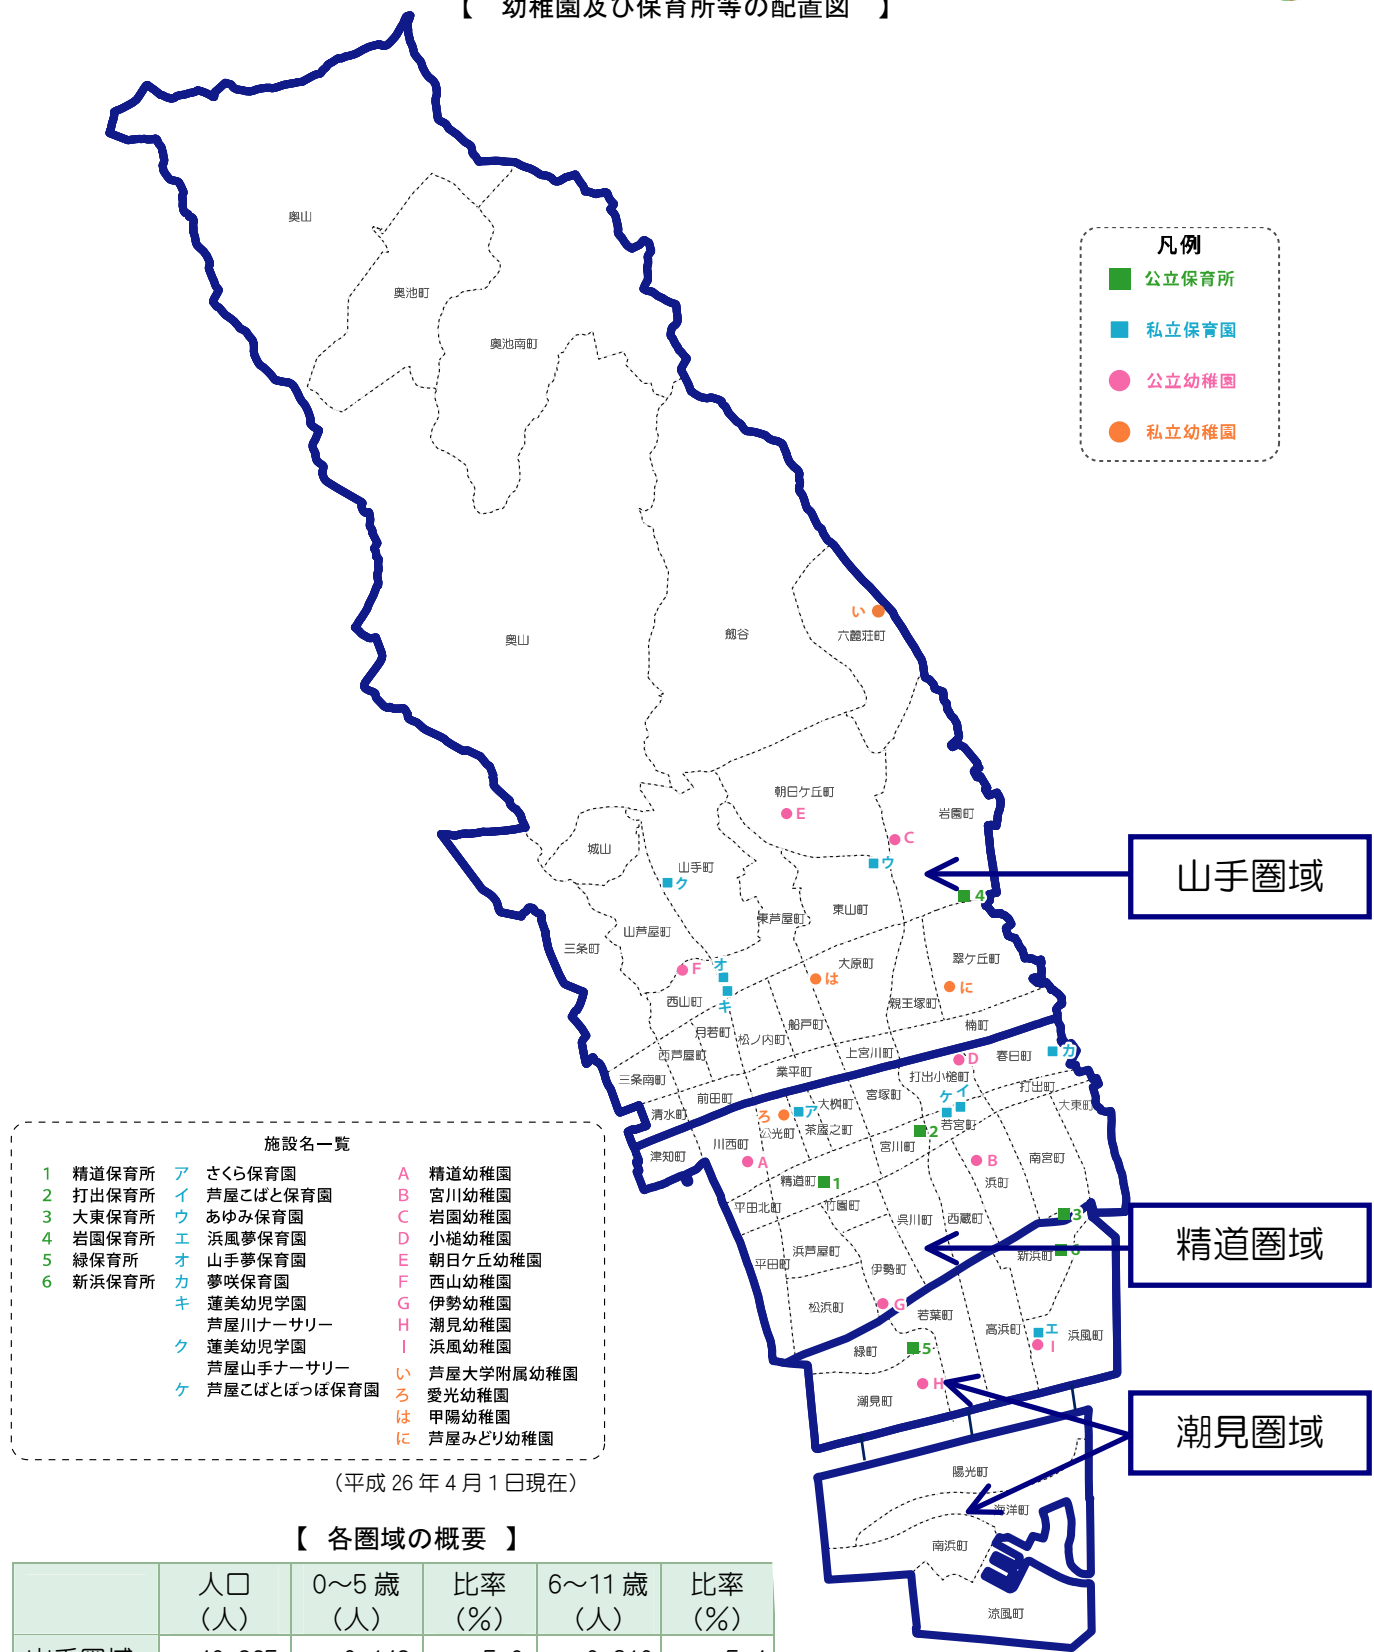 【　幼稚園及び保育所等の配置図　】
奥山
奥池町
奥池南町
凡例
公立保育所
私立保育園
公立幼稚園
私立幼稚園
奥山
剱谷
い
六麓荘町
朝日ケ丘町
E
岩園町
C
城山
山手町
ウ
ク
山手圏域
4
東芦屋町
東山町
山芦屋町
三条町
F
オ
大原町
翠ケ丘町
は
に
西山町
キ
親王塚町
月若町
松ノ内町
船戸町
楠町
西芦屋町
上宮川町
春日町
カ
D
三条南町
業平町
打出小槌町
打出町
前田町
宮塚町
ケ
イ
大東町
清水町
ろ
ア
大桝町
公光町
茶屋之町
若宮町
2
川西町
宮川町
津知町
A
B
南宮町
精道町
1
浜町
平田北町
竹園町
呉川町
西蔵町
3
精道圏域
浜芦屋町
新浜町
6
平田町
伊勢町
松浜町
G
若葉町
高浜町
エ
浜風町
I
緑町
5
H
潮見町
潮見圏域
陽光町
海洋町
南浜町
涼風町
施設名一覧
1 精道保育所 ア さくら保育園 A 精道幼稚園
2 打出保育所 イ 芦屋こばと保育園 B 宮川幼稚園
3 大東保育所 ウ あゆみ保育園 C 岩園幼稚園
4 岩園保育所 エ 浜風夢保育園 D 小槌幼稚園
5 緑保育所 オ 山手夢保育園 E 朝日ケ丘幼稚園
6 新浜保育所 カ 夢咲保育園 F 西山幼稚園
キ 蓮美幼児学園 G 伊勢幼稚園
芦屋川ナーサリー H 潮見幼稚園
ク 蓮美幼児学園 I 浜風幼稚園
芦屋山手ナーサリー い 芦屋大学附属幼稚園
ケ 芦屋こばとぽっぽ保育園 ろ 愛光幼稚園
は 甲陽幼稚園
に 芦屋みどり幼稚園
（平成 26 年 4 月 1 日現在）
【　各圏域の概要　】
人口 0～5 歳 比率 6～11 歳 比率
（人） （人） （%） （人） （%）